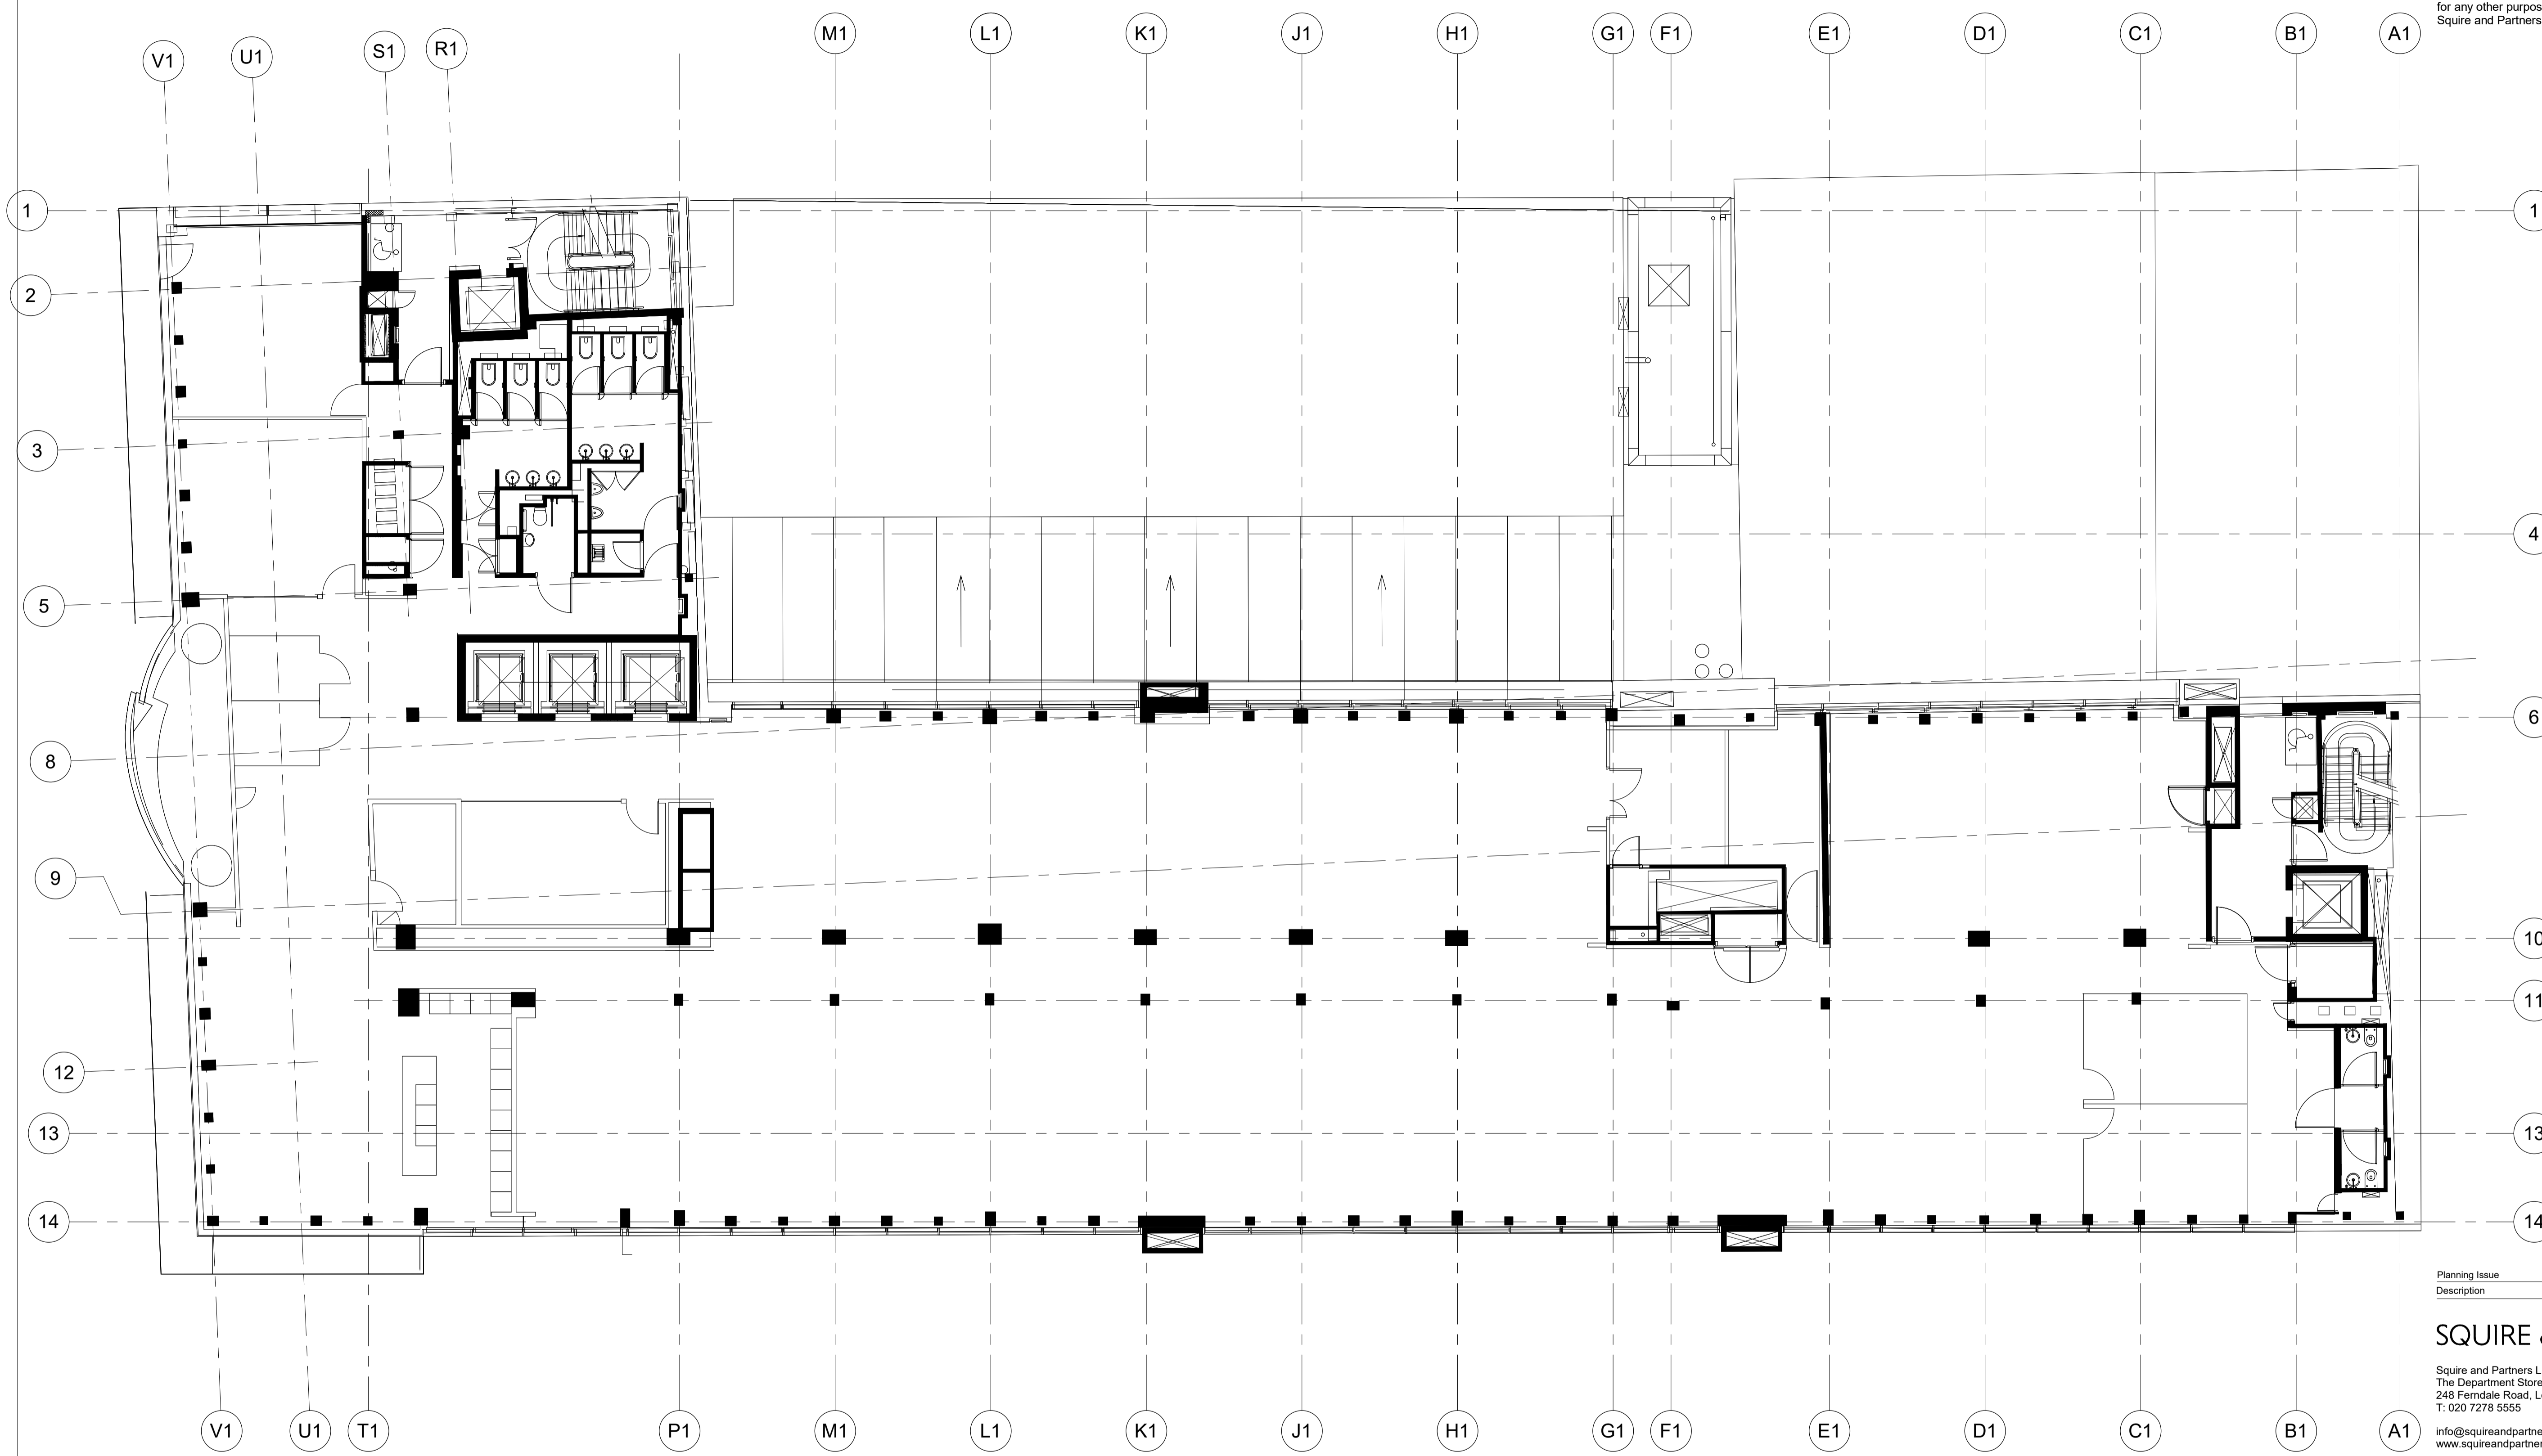 for any other purpos
Squire and Partners
V1
U1
S1
R1
M1
L1
K1
J1
H1
G1
F1
E1
D1
C1
B1
A1
1
1
2
3
4
5
6
8
9
10
11
12
13
13
14
14
Planning Issue
Description
SQUIRE
Squire and Partners L
The Department Store
248 Ferndale Road, L
T: 020 7278 5555
info@squireandpartne
www.squireandpartne
V1
U1
T1
P1
M1
L1
K1
J1
H1
G1
F1
E1
D1
C1
B1
A1